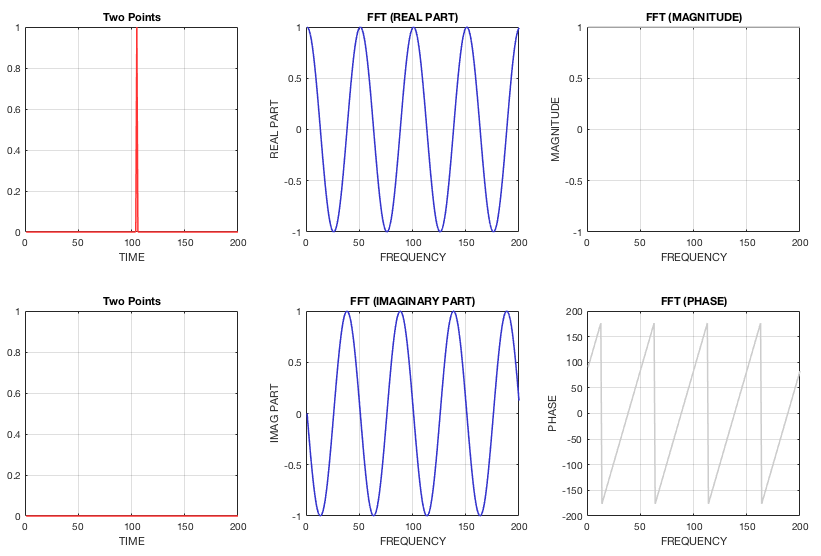 Two Points
1
0.8
0.6
0.4
0.2
0
0 50 100 150 200
TIME
FFT (REAL PART)
REAL PART
1
0.5
0
-0.5
-1
0 50 100 150 200
FREQUENCY
FFT (MAGNITUDE)
MAGNITUDE
1
0.5
0
-0.5
-1
0 50 100 150 200
FREQUENCY
Two Points
1
0.8
0.6
0.4
0.2
0
0 50 100 150 200
TIME
FFT (IMAGINARY PART)
IMAG PART
1
0.5
0
-0.5
-1
0 50 100 150 200
FREQUENCY
FFT (PHASE)
PHASE
200
150
100
50
0
-50
-100
-150
-200
0 50 100 150 200
FREQUENCY